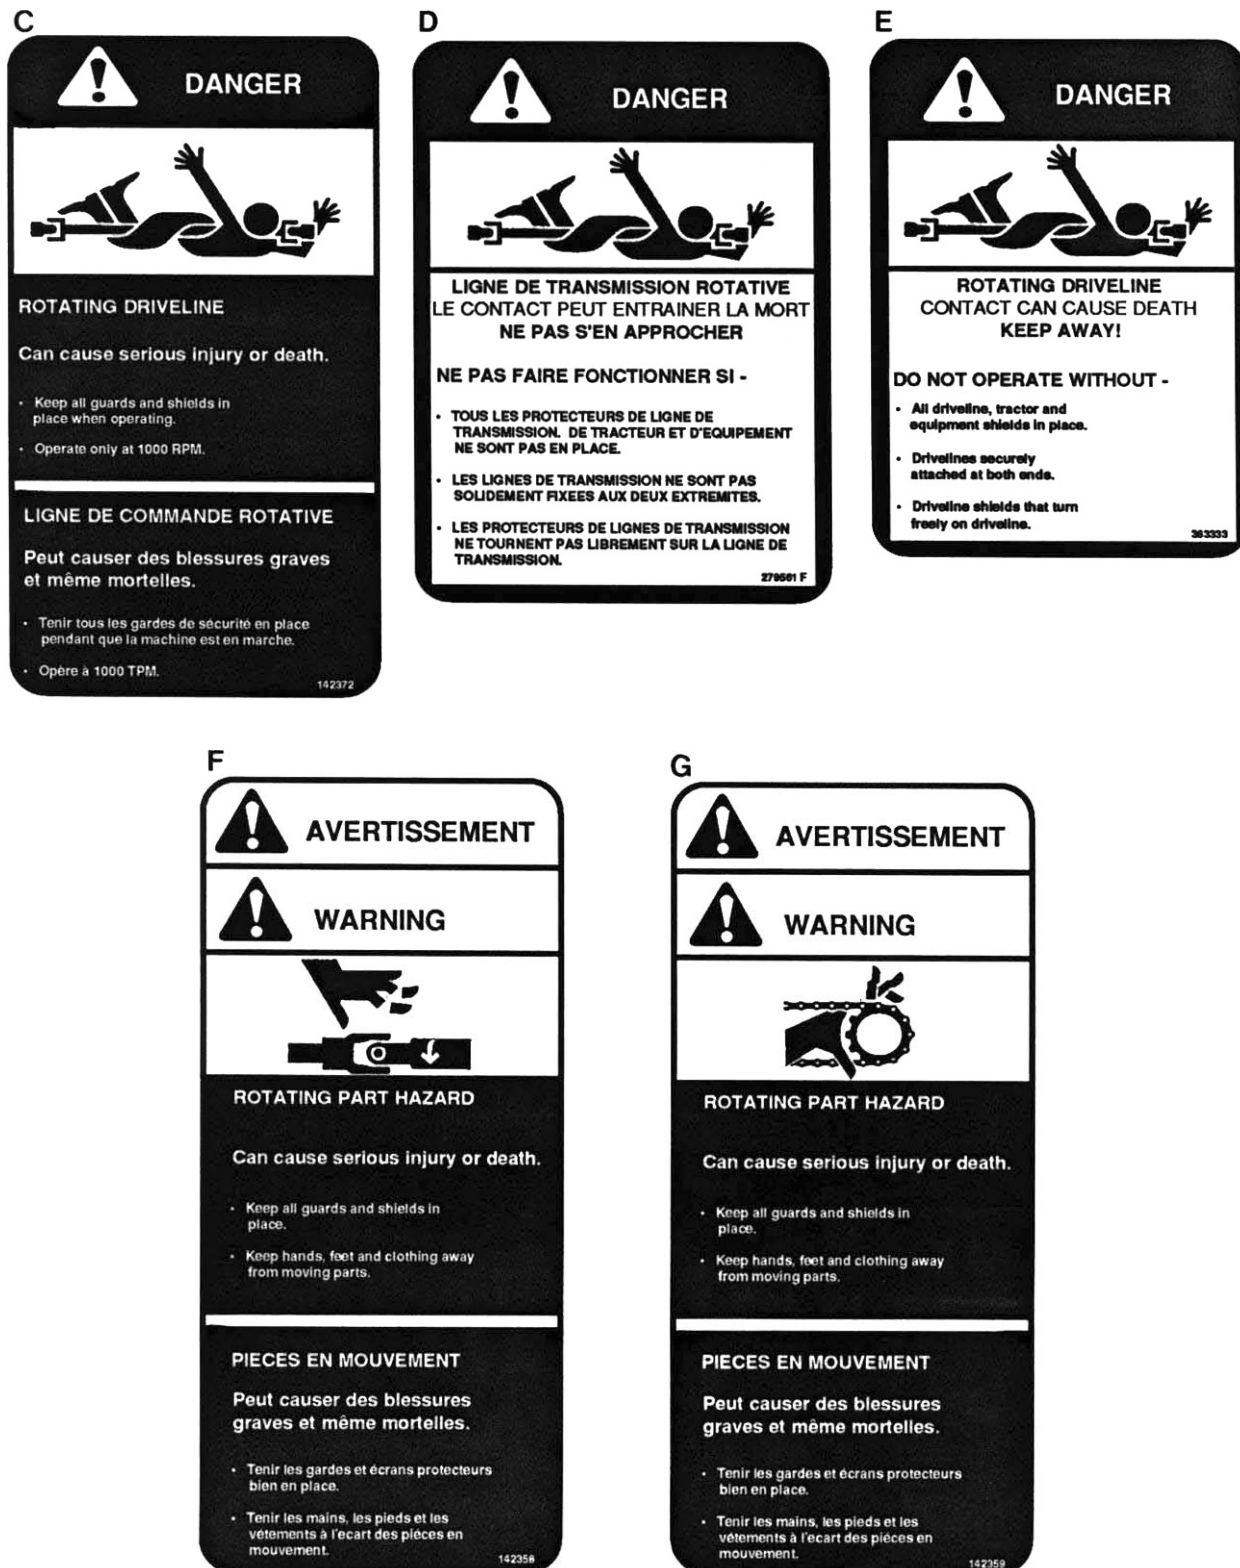 C
DANGER
ROTATING DRIVELINE
Can cause serious injury or death.
• Keep all guards and shields in
place when operating.
• Operate only at 1000 RPM.
LIGNE DE COMMANDE ROTATIVE
Peut causer des blessures graves
et même mortelles.
• Tenir tous les gardes de sécurité en place
pendant que la machine est en marche.
• Opère à 1000 TPM.
142372
D
DANGER
LIGNE DE TRANSMISSION ROTATIVE
LE CONTACT PEUT ENTRAINER LA MORT
NE PAS S'EN APPROCHER
NE PAS FAIRE FONCTIONNER SI -
• TOUS LES PROTECTEURS DE LIGNE DE
TRANSMISSION. DE TRACTEUR ET D'EQUIPEMENT
NE SONT PAS EN PLACE.
• LES LIGNES DE TRANSMISSION NE SONT PAS
SOLIDEMENT FIXEES AUX DEUX EXTREMITES.
• LES PROTECTEURS DE LIGNES DE TRANSMISSION
NE TOURNENT PAS LIBREMENT SUR LA LIGNE DE
TRANSMISSION.
279561 F
E
DANGER
ROTATING DRIVELINE
CONTACT CAN CAUSE DEATH
KEEP AWAY!
DO NOT OPERATE WITHOUT -
• All driveline, tractor and
equipment shields in place.
• Drivelines securely
attached at both ends.
• Driveline shields that turn
freely on driveline.
363333
F
AVERTISSEMENT
WARNING
ROTATING PART HAZARD
Can cause serious injury or death.
• Keep all guards and shields in
place.
• Keep hands, feet and clothing away
from moving parts.
PIECES EN MOUVEMENT
Peut causer des blessures
graves et même mortelles.
• Tenir les gardes et écrans protecteurs
bien en place.
• Tenir les mains, les pieds et les
vétements à l'ecart des piéces en
mouvement.
142358
G
AVERTISSEMENT
WARNING
ROTATING PART HAZARD
Can cause serious injury or death.
• Keep all guards and shields in
place.
• Keep hands, feet and clothing away
from moving parts.
PIECES EN MOUVEMENT
Peut causer des blessures
graves et même mortelles.
• Tenir les gardes et écrans protecteurs
bien en place.
• Tenir les mains, les pieds et les
vétements à l'ecart des piéces en
mouvement.
142359